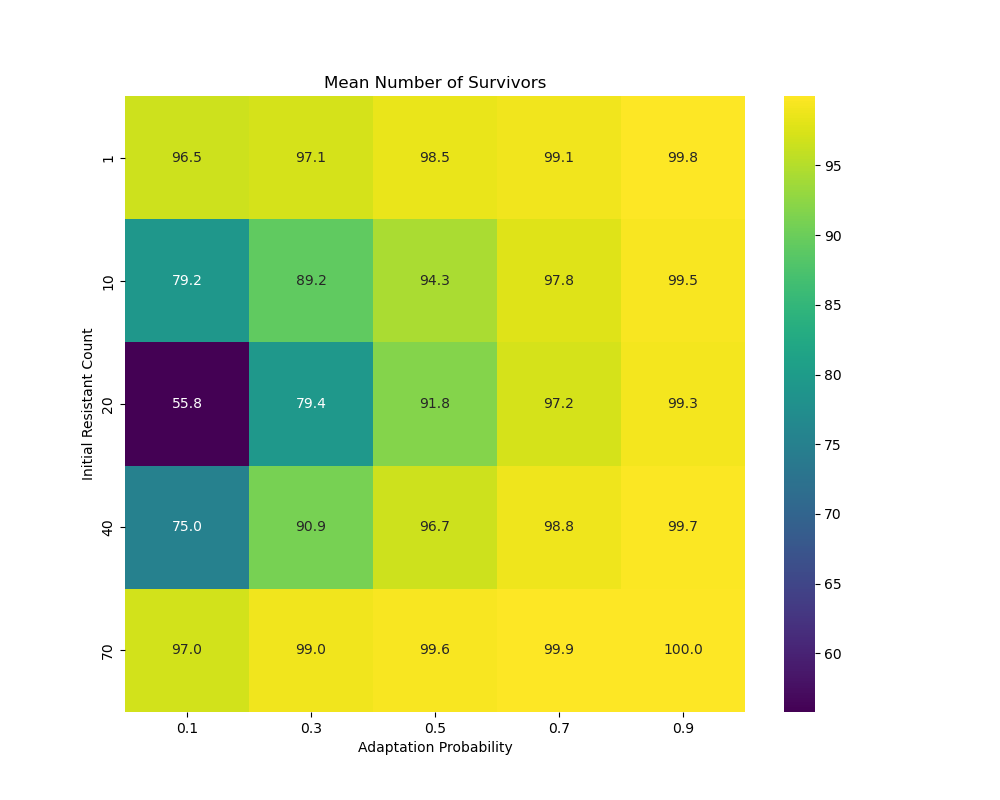 Mean Number of Survivors
1 96.5 97.1 98.5 99.1 99.8
10 79.2 89.2 94.3 97.8 99.5
20 55.8 79.4 91.8 97.2 99.3
40 75.0 90.9 96.7 98.8 99.7
70 97.0 99.0 99.6 99.9 100.0
0.1 0.3 0.5 0.7 0.9
Adaptation Probability
Initial Resistant Count
95
90
85
80
75
70
65
60